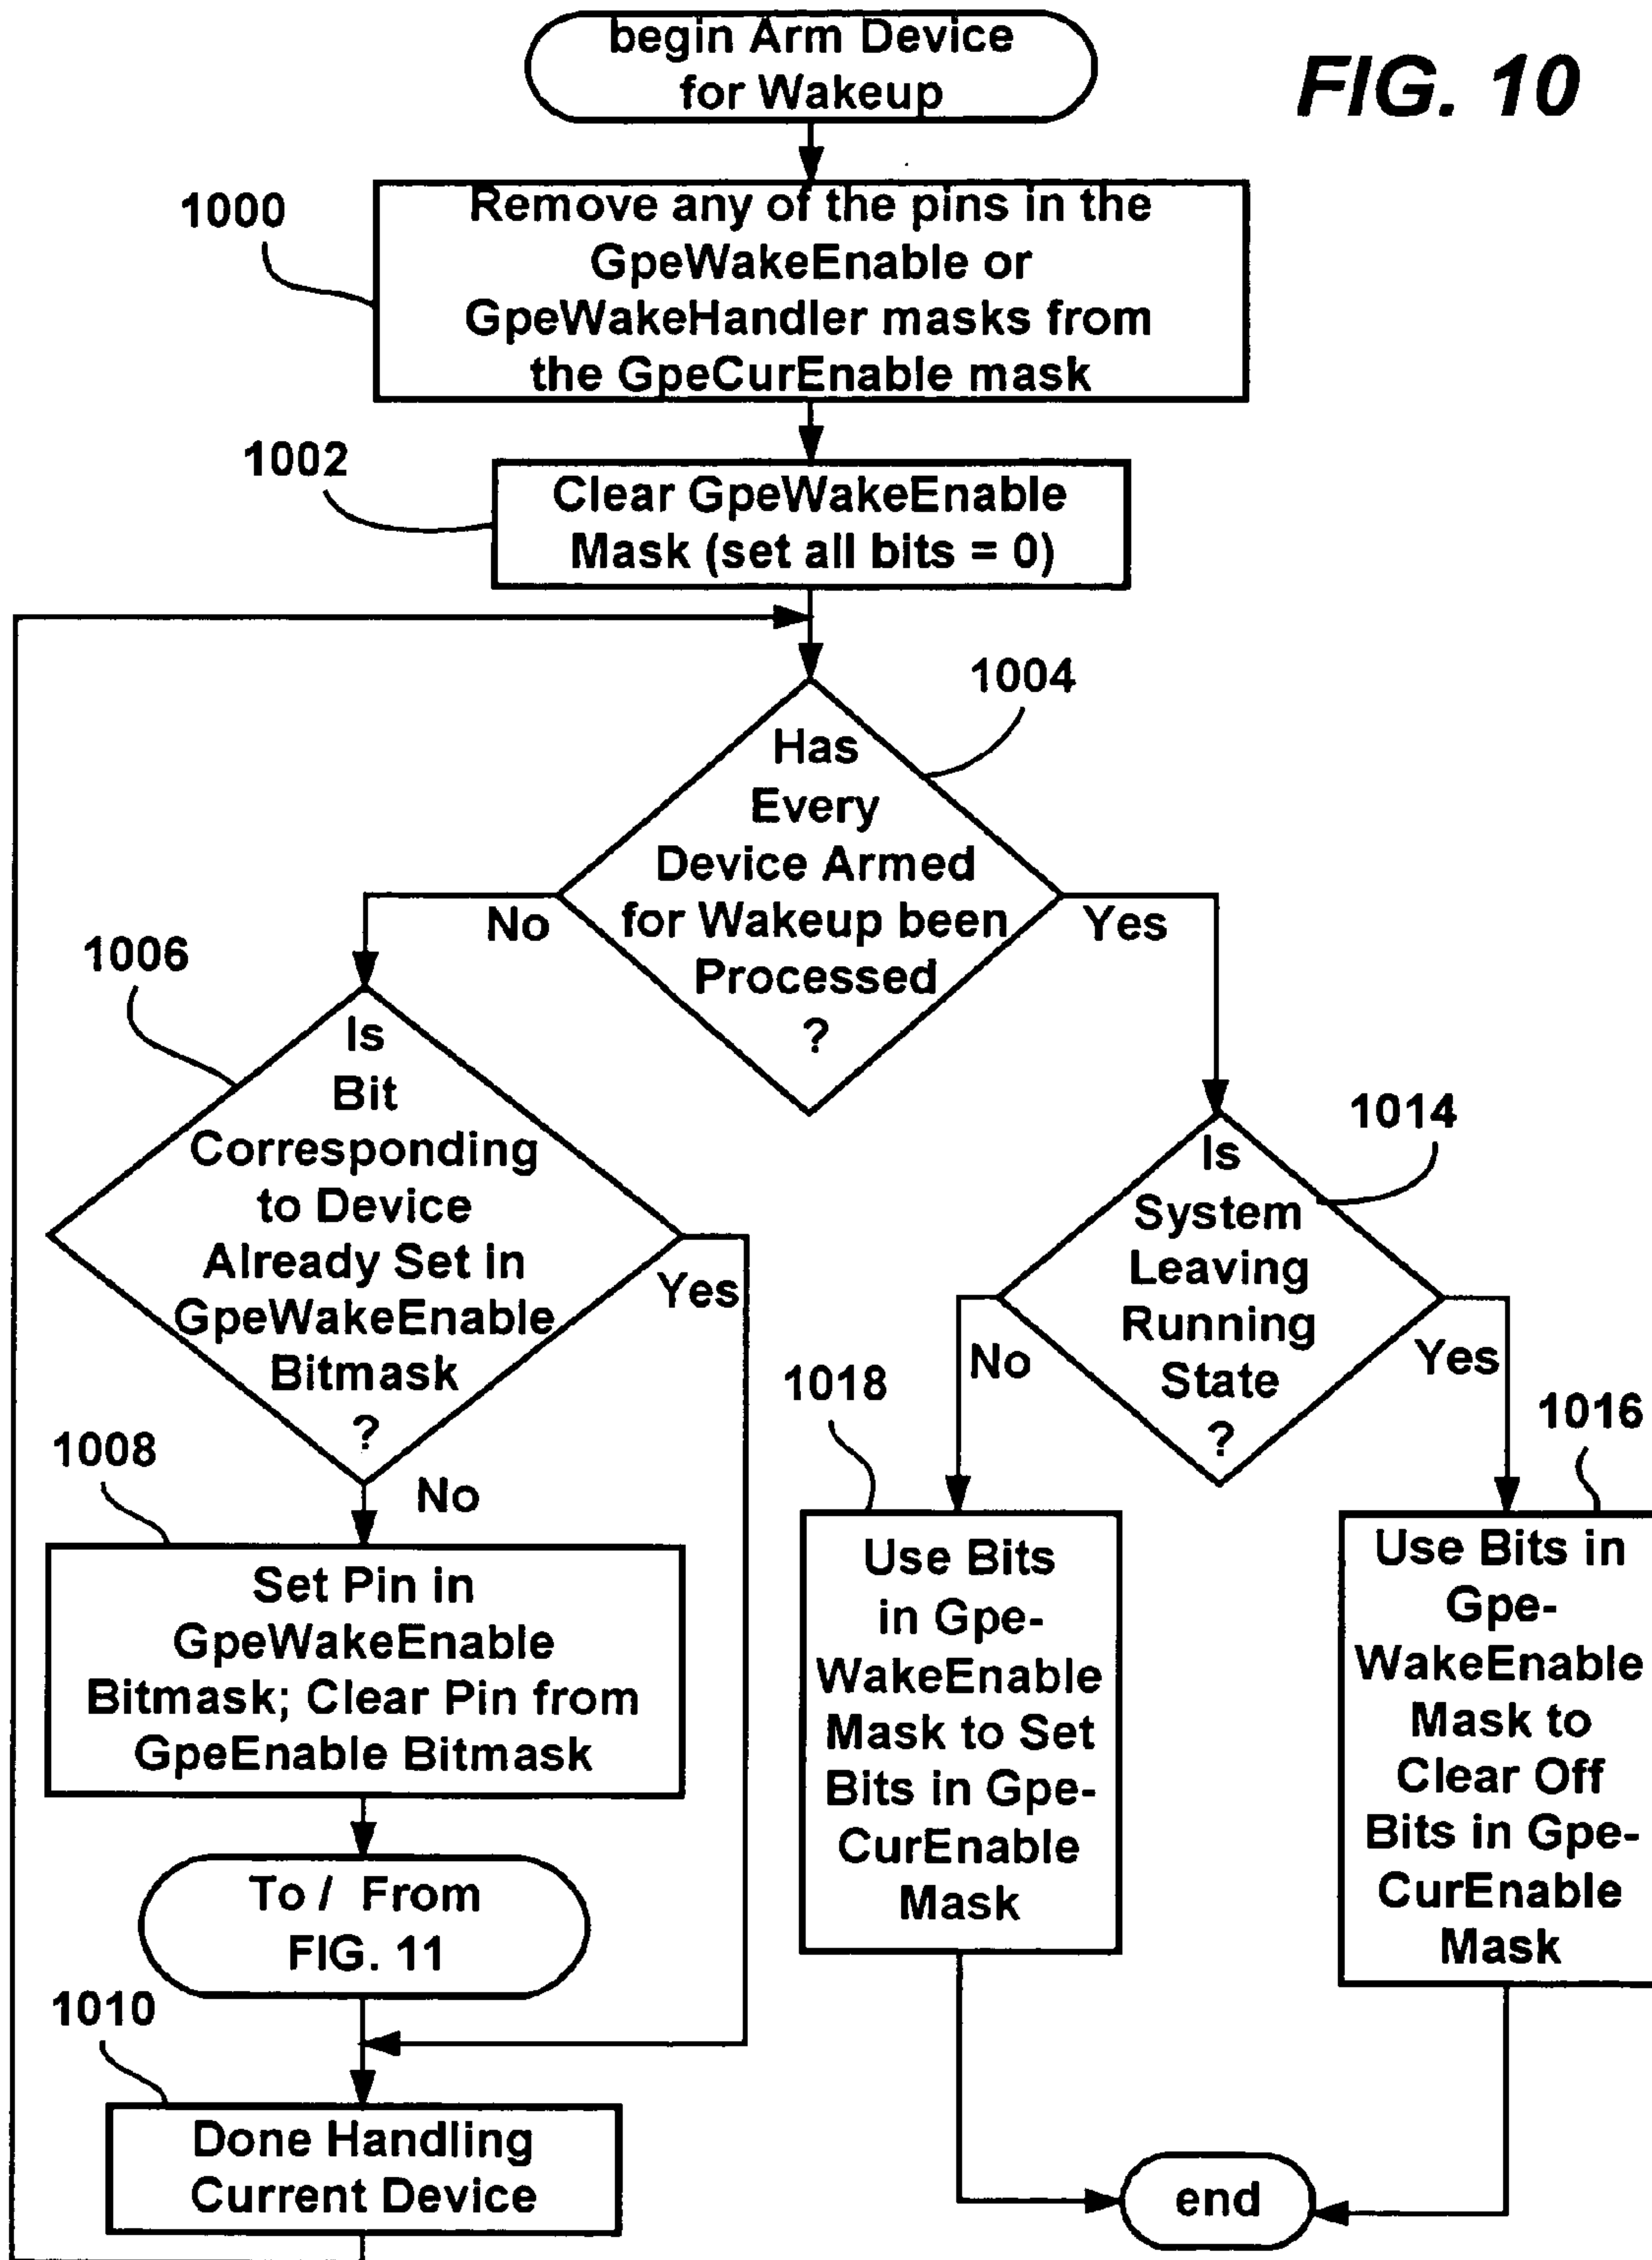 begin Arm Device
for Wakeup
FIG. 10
1000
Remove any of the pins in the
GpeWakeEnable or
GpeWakeHandler masks from
the GpeCurEnable mask
1002
Clear GpeWakeEnable
Mask (set all bits = 0)
1004
Has
Every
Device Armed
for Wakeup been
Processed
?
No
Yes
1006
Is
Bit
Corresponding
to Device
Already Set in
GpeWakeEnable
Bitmask
?
Yes
No
1014
Is
System
Leaving
Running
State
?
No
Yes
1008
Set Pin in
GpeWakeEnable
Bitmask; Clear Pin from
GpeEnable Bitmask
1018
Use Bits
in Gpe-
WakeEnable
Mask to Set
Bits in Gpe-
CurEnable
Mask
1016
Use Bits in
Gpe-
WakeEnable
Mask to
Clear Off
Bits in Gpe-
CurEnable
Mask
To / From
FIG. 11
1010
Done Handling
Current Device
end